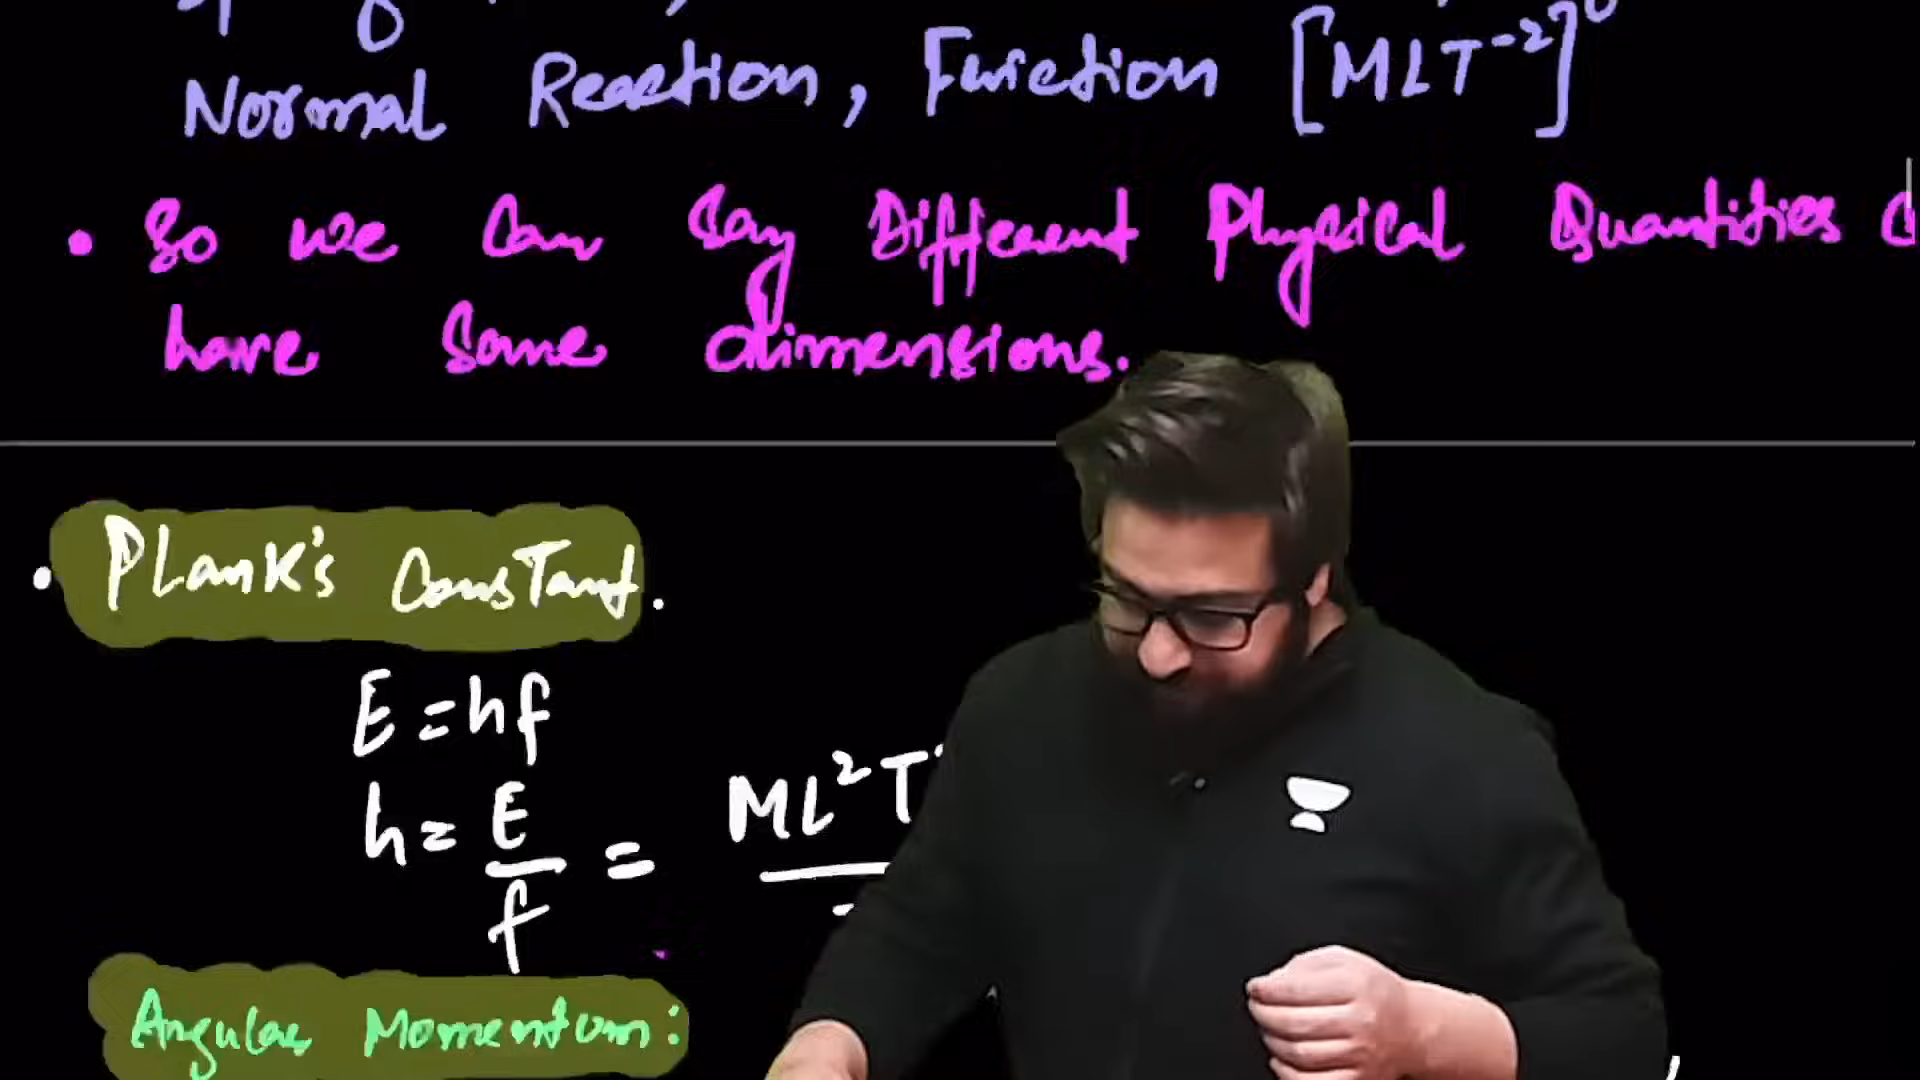 Normal Reaction, Friction [MLT⁻²]
• So we can say Different Physical Quantities
have Same dimensions.
• PLank's ConsTant.
E = hf
h = E/f = ML²T
Angular Momentum: